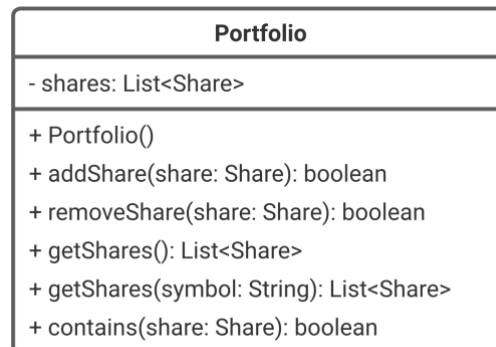 Portfolio
- shares: List<Share>
+ Portfolio()
+ addShare(share: Share): boolean
+ removeShare(share: Share): boolean
+ getShares(): List<Share>
+ getShares(symbol: String): List<Share>
+ contains(share: Share): boolean